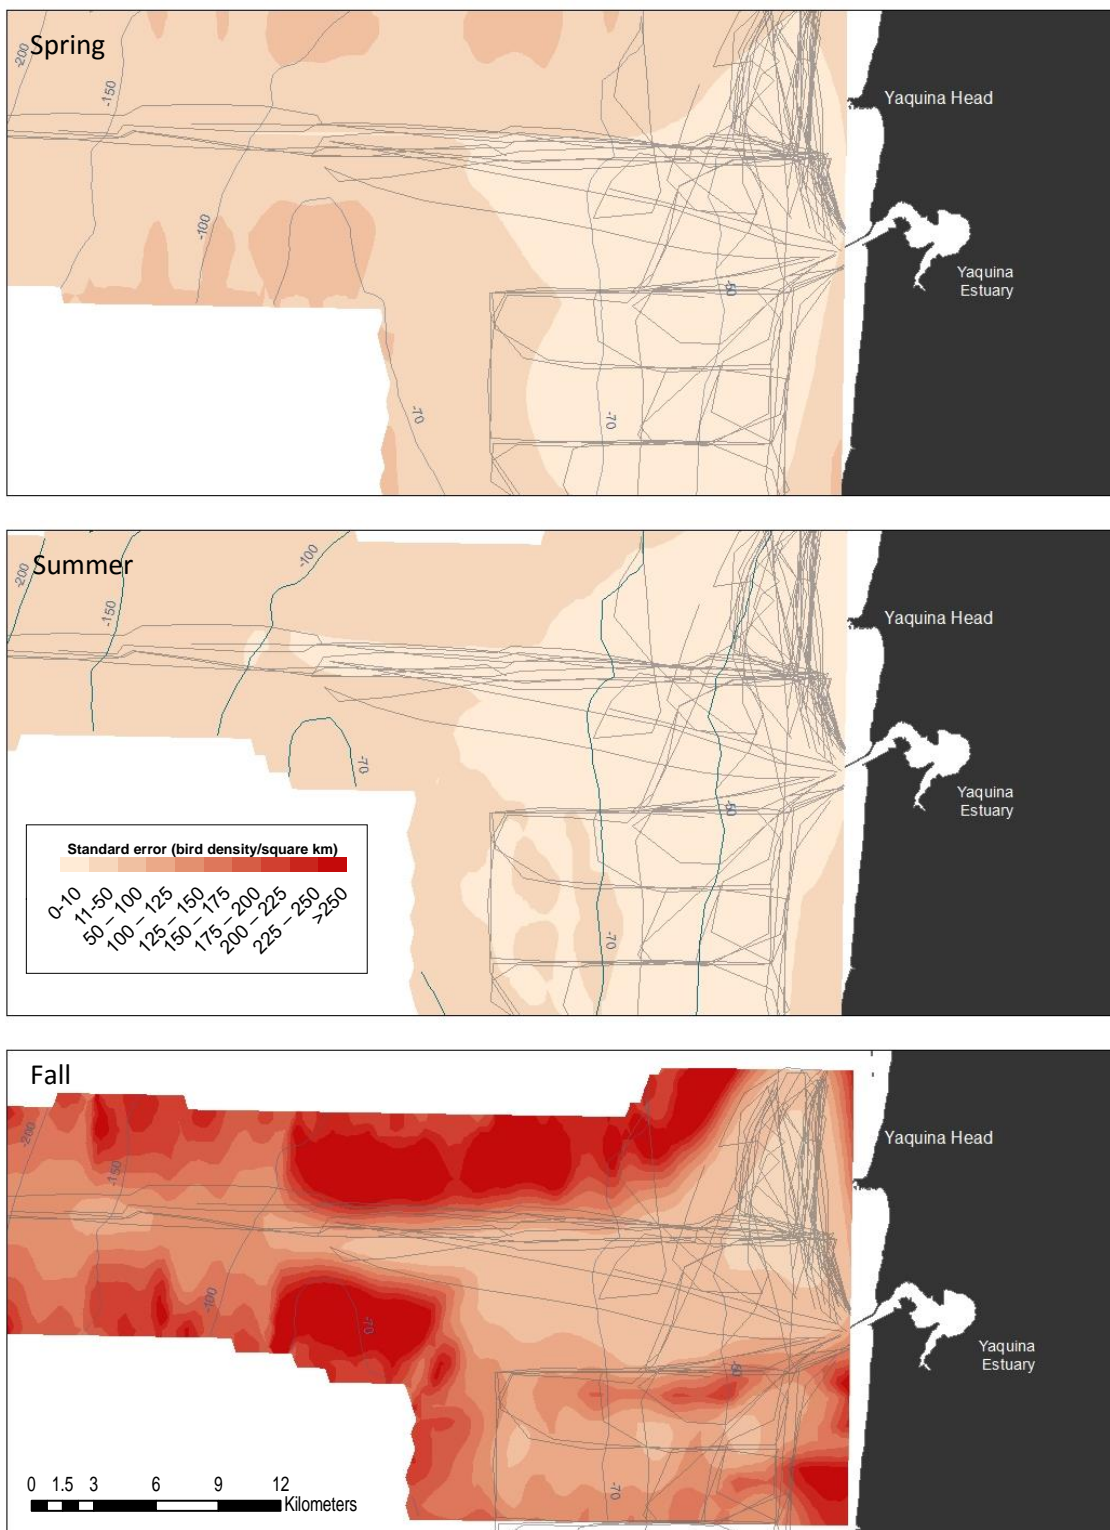 Spring
-200
-150
-100
-70
-70
-50
Yaquina Head
Yaquina
Estuary
Summer
-200
-150
-100
-70
-70
-50
Yaquina Head
Yaquina
Estuary
Standard error (bird density/square km)
0-10
11-50
50 – 100
100 – 125
125 – 150
150 – 175
175 – 200
200 – 225
225 – 250
>250
Fall
-200
-150
-100
-70
-70
-50
Yaquina Head
Yaquina
Estuary
0 1.5 3 6 9 12
Kilometers